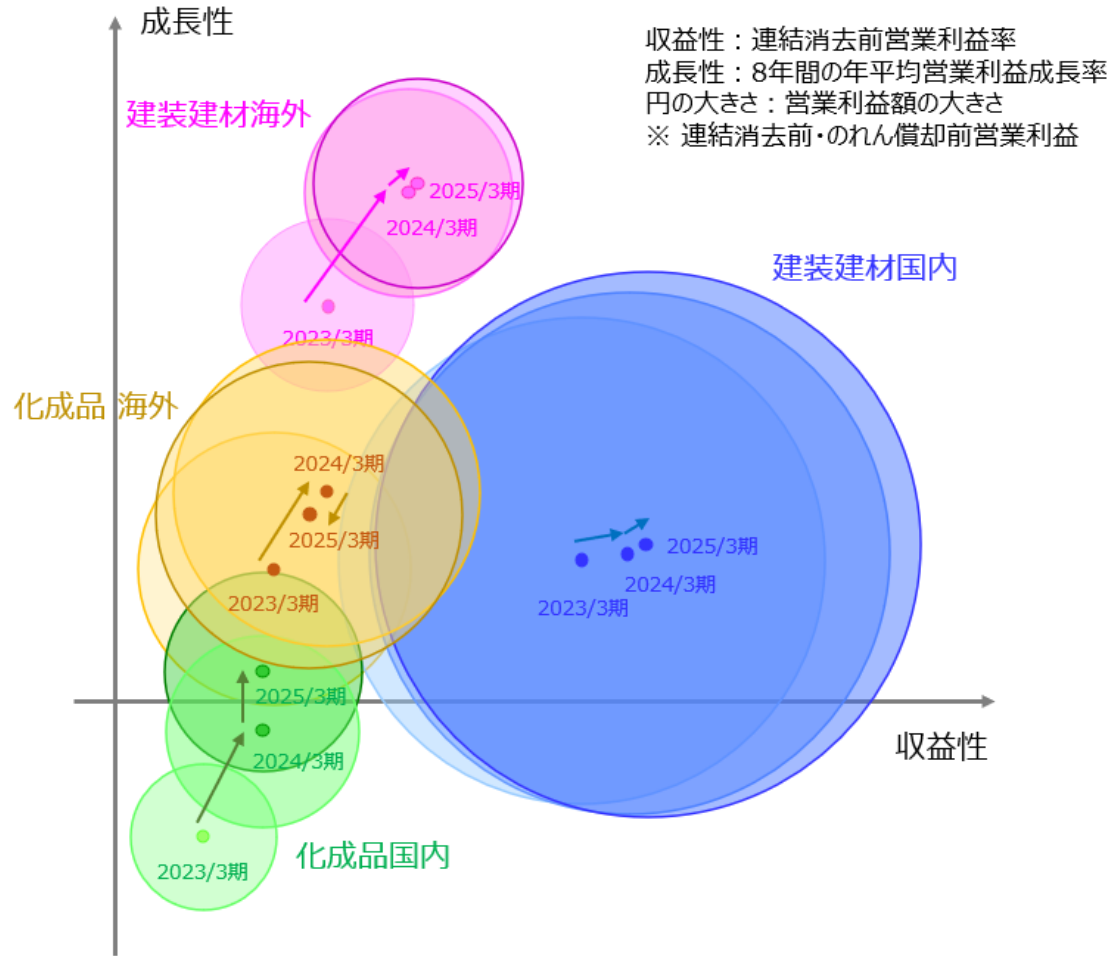 成長性
収益性：連結消去前営業利益率
成長性：8年間の年平均営業利益成長率
円の大きさ：営業利益額の大きさ
※ 連結消去前・のれん償却前営業利益
建装建材海外
2025/3期
2024/3期
2023/3期
建装建材国内
2025/3期
2024/3期
2023/3期
化成品 海外
2024/3期
2025/3期
2023/3期
2025/3期
2024/3期
2023/3期
化成品国内
収益性